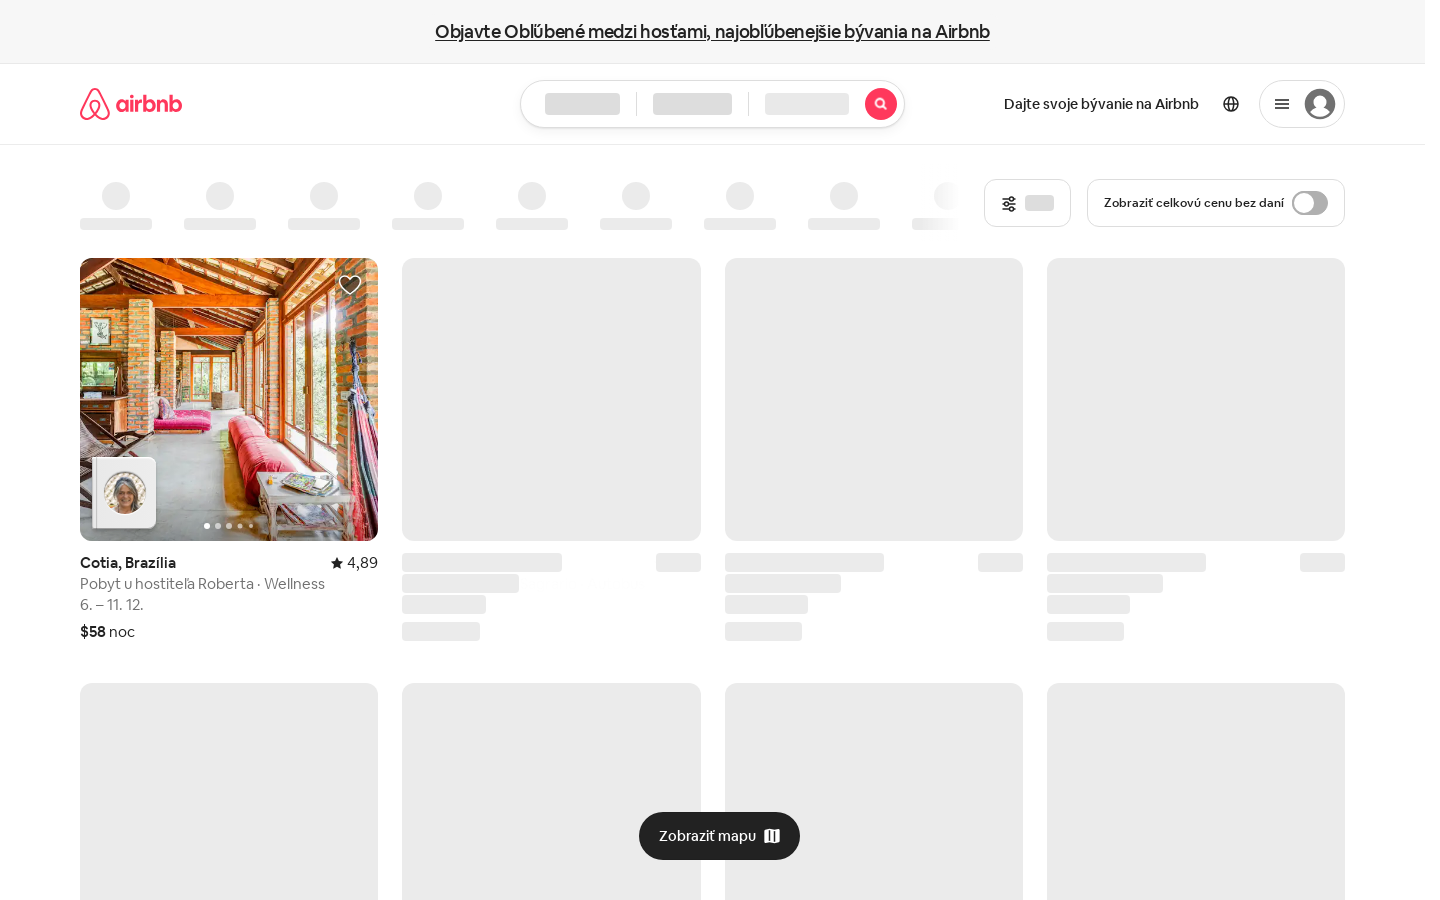 Objavte Obľúbené medzi hosťami, najobľúbenejšie bývania na Airbnb
airbnb
Dajte svoje bývanie na Airbnb
Zobraziť celkovú cenu bez daní
Cotia, Brazília
4,89
Pobyt u hostiteľa Roberta · Wellness
6. – 11. 12.
$58 noc
Zobraziť mapu